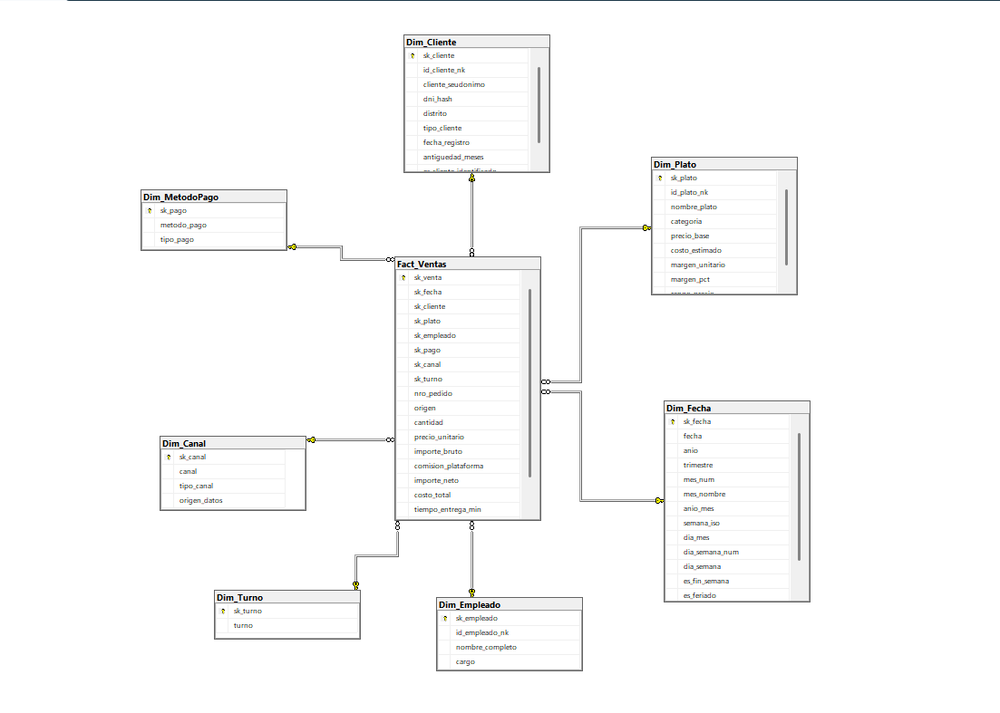 Dim_Cliente
sk_cliente
id_cliente_nk
cliente_seudonimo
dni_hash
distrito
tipo_cliente
fecha_registro
antiguedad_meses
es_cliente_identificado
Dim_Plato
sk_plato
id_plato_nk
nombre_plato
categoria
precio_base
costo_estimado
margen_unitario
margen_pct
Dim_MetodoPago
sk_pago
metodo_pago
tipo_pago
Fact_Ventas
sk_venta
sk_fecha
sk_cliente
sk_plato
sk_empleado
sk_pago
sk_canal
sk_turno
nro_pedido
origen
cantidad
precio_unitario
importe_bruto
comision_plataforma
importe_neto
costo_total
tiempo_entrega_min
Dim_Fecha
sk_fecha
fecha
anio
trimestre
mes_num
mes_nombre
anio_mes
semana_iso
dia_mes
dia_semana_num
dia_semana
es_fin_semana
es_feriado
Dim_Canal
sk_canal
canal
tipo_canal
origen_datos
Dim_Turno
sk_turno
turno
Dim_Empleado
sk_empleado
id_empleado_nk
nombre_completo
cargo